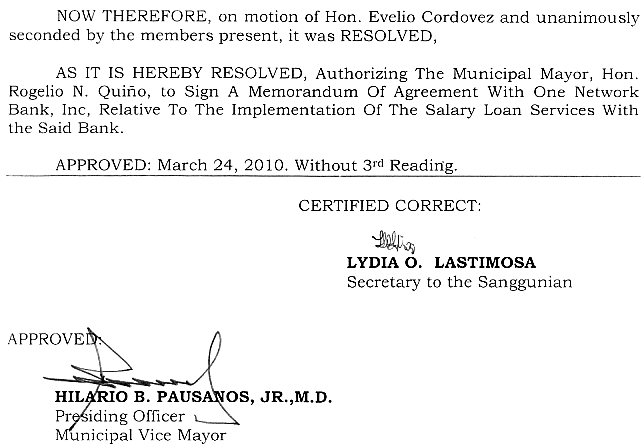 NOW THEREFORE, on motion of Hon. Evelio Cordovez and unanimously
seconded by the members present, it was RESOLVED,
AS IT IS HEREBY RESOLVED, Authorizing The Municipal Mayor, Hon.
Rogelio N. Quiño, to Sign A Memorandum Of Agreement With One Network
Bank, Inc, Relative To The Implementation Of The Salary Loan Services With
the Said Bank.
APPROVED: March 24, 2010. Without 3rd Reading.
CERTIFIED CORRECT:
LYDIA O. LASTIMOSA
Secretary to the Sanggunian
APPROVED:
HILARIO B. PAUSANOS, JR.,M.D.
Presiding Officer
Municipal Vice Mayor